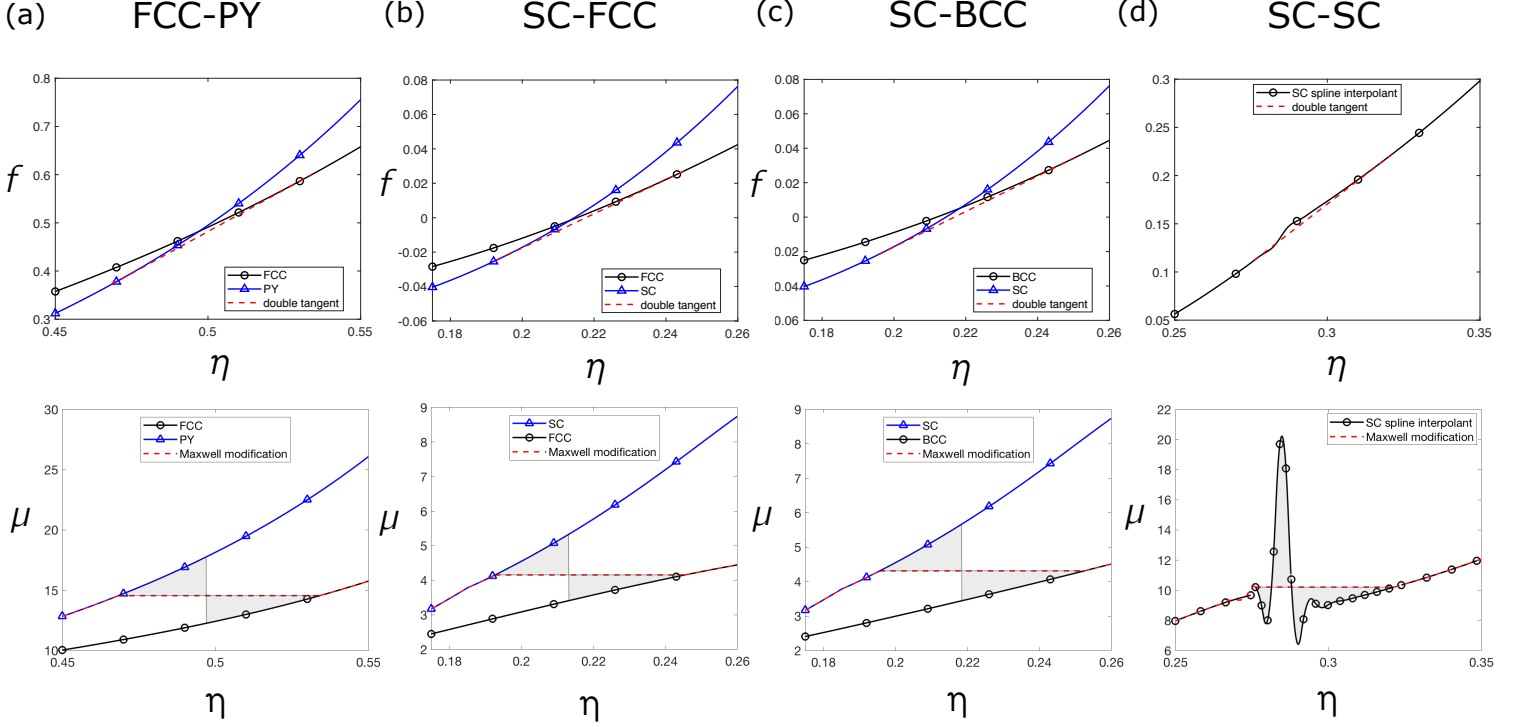 (a) FCC-PY
(b) SC-FCC
(c) SC-BCC
(d) SC-SC
f
0.8
0.7
0.6
0.5
0.4
0.3
0.45
0.5
0.55
FCC
PY
double tangent
η
f
0.08
0.06
0.04
0.02
0
-0.02
-0.04
-0.06
0.18
0.2
0.22
0.24
0.26
FCC
SC
double tangent
η
f
0.08
0.06
0.04
0.02
0
0.02
0.04
0.06
0.18
0.2
0.22
0.24
0.26
BCC
SC
double tangent
η
0.3
0.25
0.2
0.15
0.1
0.05
0.25
0.3
0.35
SC spline interpolant
double tangent
η
μ
30
25
20
15
10
0.45
0.5
0.55
FCC
PY
Maxwell modification
η
μ
9
8
7
6
5
4
3
2
0.18
0.2
0.22
0.24
0.26
SC
FCC
Maxwell modification
η
μ
9
8
7
6
5
4
3
2
0.18
0.2
0.22
0.24
0.26
SC
BCC
Maxwell modification
η
μ
22
20
18
16
14
12
10
8
6
0.25
0.3
0.35
SC spline interpolant
Maxwell modification
η